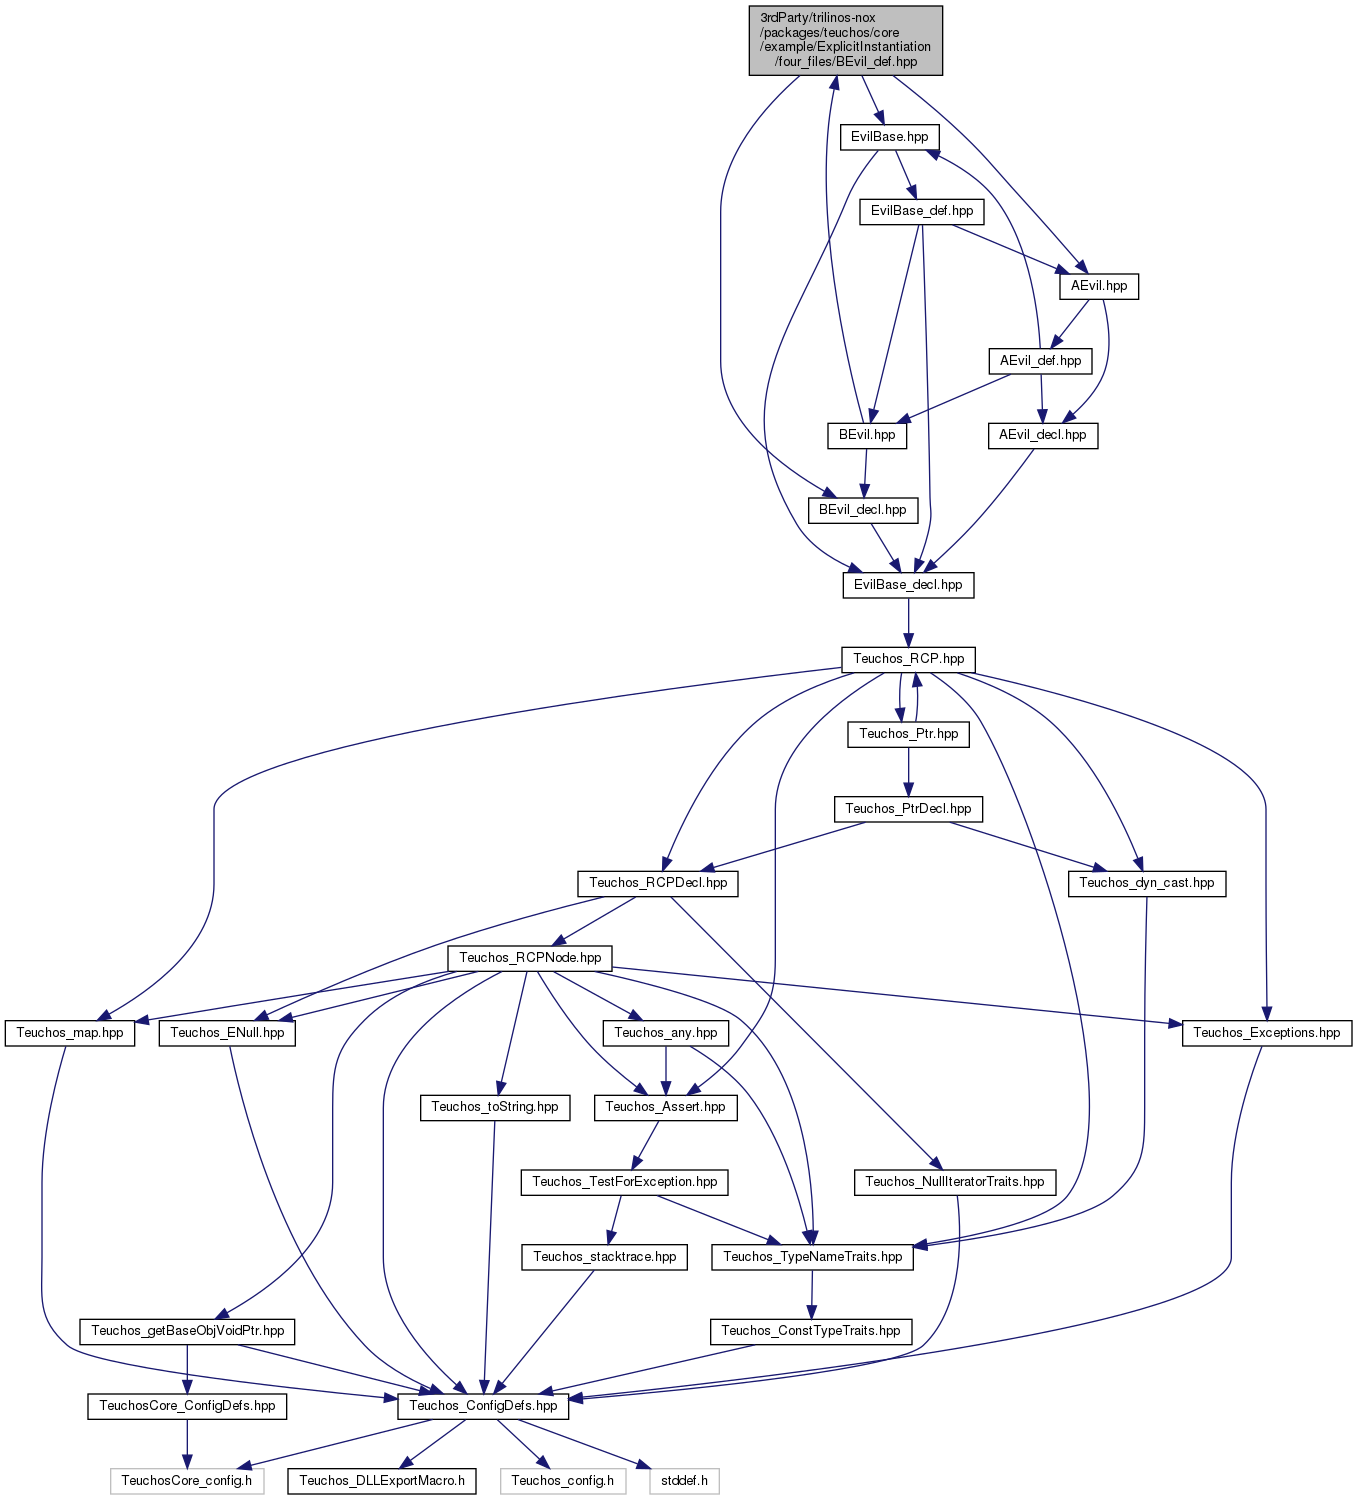 3rdParty/trilinos-nox
/packages/teuchos/core
/example/ExplicitInstantiation
/four_files/BEvil_def.hpp
EvilBase.hpp
EvilBase_def.hpp
AEvil.hpp
AEvil_def.hpp
BEvil.hpp
AEvil_decl.hpp
BEvil_decl.hpp
EvilBase_decl.hpp
Teuchos_RCP.hpp
Teuchos_Ptr.hpp
Teuchos_PtrDecl.hpp
Teuchos_RCPDecl.hpp
Teuchos_dyn_cast.hpp
Teuchos_RCPNode.hpp
Teuchos_map.hpp
Teuchos_ENull.hpp
Teuchos_any.hpp
Teuchos_Exceptions.hpp
Teuchos_toString.hpp
Teuchos_Assert.hpp
Teuchos_TestForException.hpp
Teuchos_NullIteratorTraits.hpp
Teuchos_stacktrace.hpp
Teuchos_TypeNameTraits.hpp
Teuchos_getBaseObjVoidPtr.hpp
Teuchos_ConstTypeTraits.hpp
TeuchosCore_ConfigDefs.hpp
Teuchos_ConfigDefs.hpp
TeuchosCore_config.h
Teuchos_DLLExportMacro.h
Teuchos_config.h
stddef.h